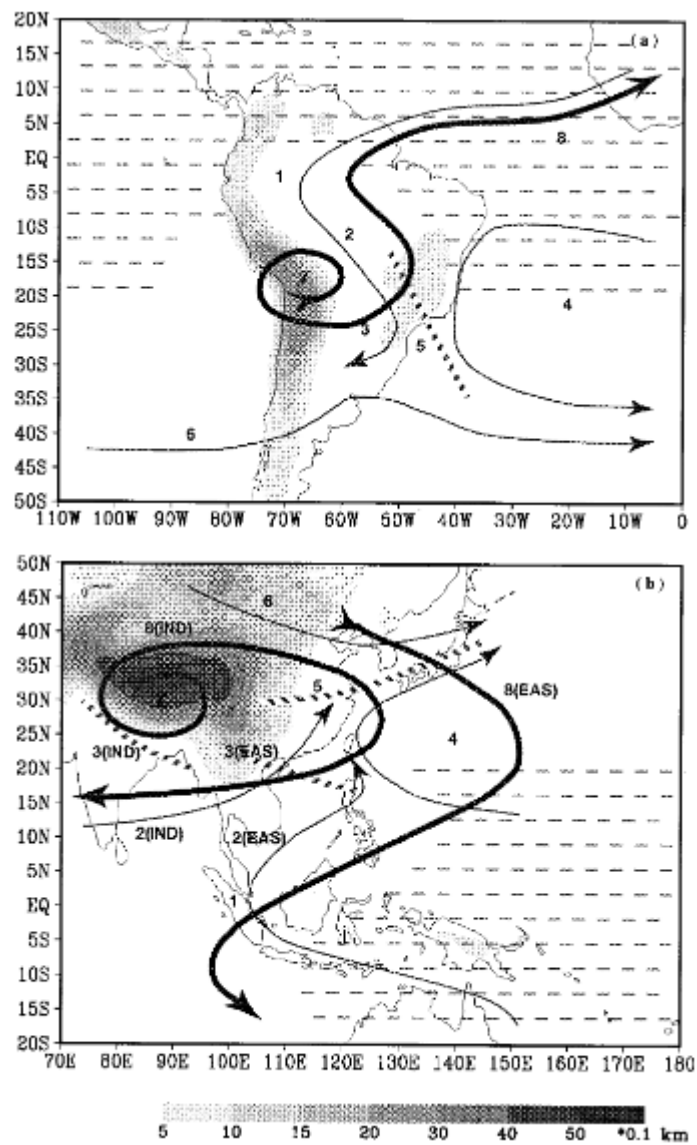 20N
(a)
15N
10N
5N
8
EQ
1
5S
2
10S
15S
7
4
20S
3
25S
5
30S
35S
6
40S
45S
50S
110W 100W 90W 80W 70W 60W 50W 40W 30W 20W 10W 0
50N
(b)
45N
6
40N
8(IND)
35N
5
8(EAS)
30N
7
4
25N
3(IND)
3(EAS)
20N
15N
2(IND)
2(EAS)
10N
5N
1
EQ
5S
10S
15S
20S
70E 80E 90E 100E 110E 120E 130E 140E 150E 160E 170E 180
5 10 15 20 30 40 50 *0.1 km